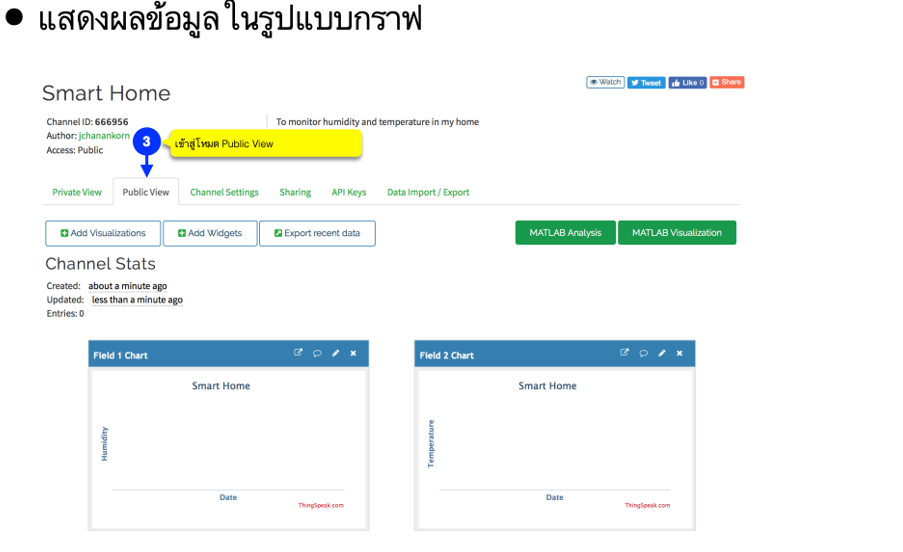 ● แสดงผลข้อมูล ในรูปแบบกราฟ
Watch Tweet Like 0 Share
Smart Home
Channel ID: 666956
To monitor humidity and temperature in my home
Author: jchanankorn
Access: Public
3
เข้าสู่โหมด Public View
Private View Public View Channel Settings Sharing API Keys Data Import / Export
Add Visualizations Add Widgets Export recent data MATLAB Analysis MATLAB Visualization
Channel Stats
Created: about a minute ago
Updated: less than a minute ago
Entries: 0
Field 1 Chart
Smart Home
Humidity
Date
ThingSpeak.com
Field 2 Chart
Smart Home
Temperature
Date
ThingSpeak.com